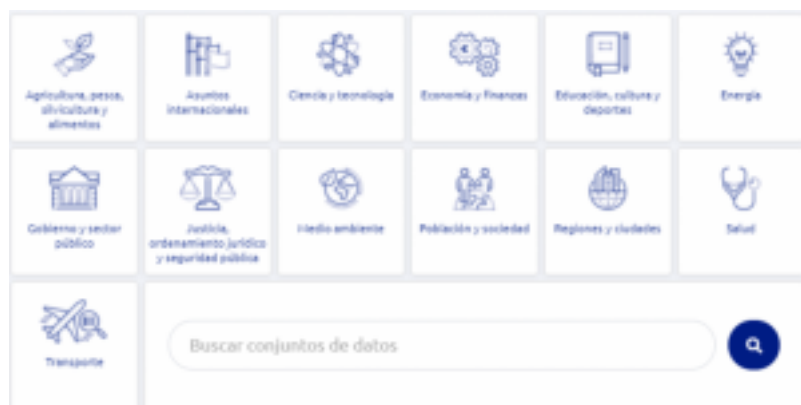 Agricultura, pesca,
silvicultura y
alimentos
Asuntos
internacionales
Ciencia y tecnología
Economía y finanzas
Educación, cultura y
deportes
Energía
Gobierno y sector
público
Justicia,
ordenamiento jurídico
y seguridad pública
Medio ambiente
Población y sociedad
Regiones y ciudades
Salud
Transporte
Buscar conjuntos de datos